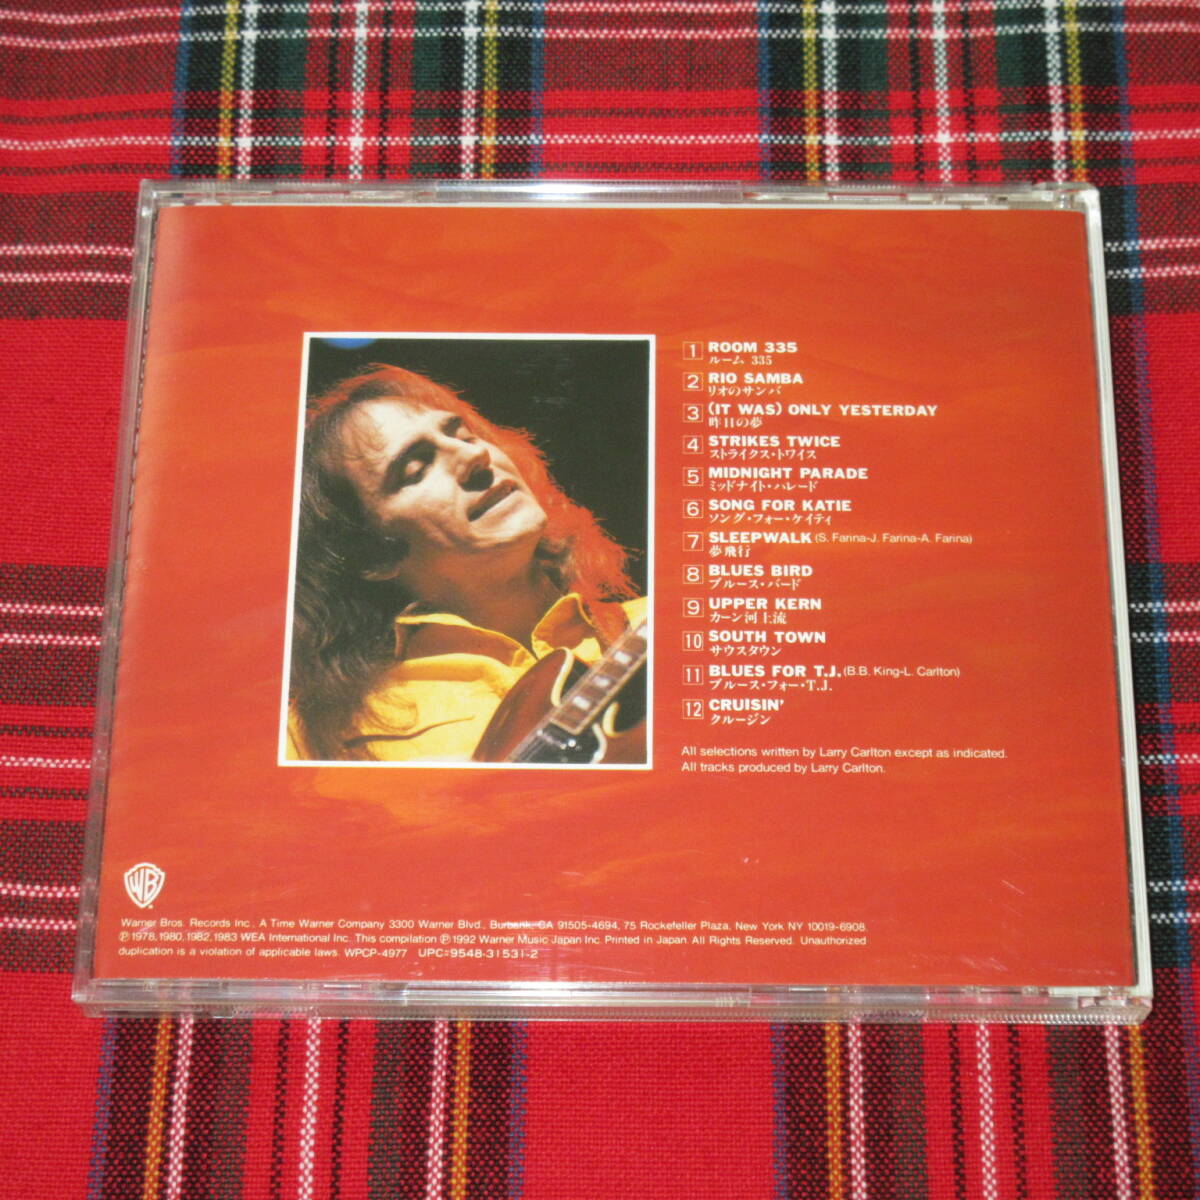 1 ROOM 335
ルーム 335
2 RIO SAMBA
リオのサンバ
3 (IT WAS) ONLY YESTERDAY
昨日の夢
4 STRIKES TWICE
ストライクス・トワイス
5 MIDNIGHT PARADE
ミッドナイト・パレード
6 SONG FOR KATIE
ソング・フォー・ケイティ
7 SLEEPWALK (S. Farina-J. Farina-A. Farina)
夢飛行
8 BLUES BIRD
ブルース・バード
9 UPPER KERN
カーン河上流
10 SOUTH TOWN
サウスタウン
11 BLUES FOR T.J. (B.B. King-L. Carlton)
ブルース・フォー・T.J.
12 CRUISIN'
クルージン
All selections written by Larry Carlton except as indicated.
All tracks produced by Larry Carlton.
WB
Warner Bros. Records Inc., A Time Warner Company 3300 Warner Blvd., Burbank, CA 91505-4694, 75 Rockefeller Plaza, New York NY 10019-6908.
℗ 1978, 1980, 1982, 1983 WEA International Inc. This compilation ℗ 1992 Warner Music Japan Inc. Printed in Japan. All Rights Reserved. Unauthorized
duplication is a violation of applicable laws. WPCP-4977 UPC:9548-31531-2